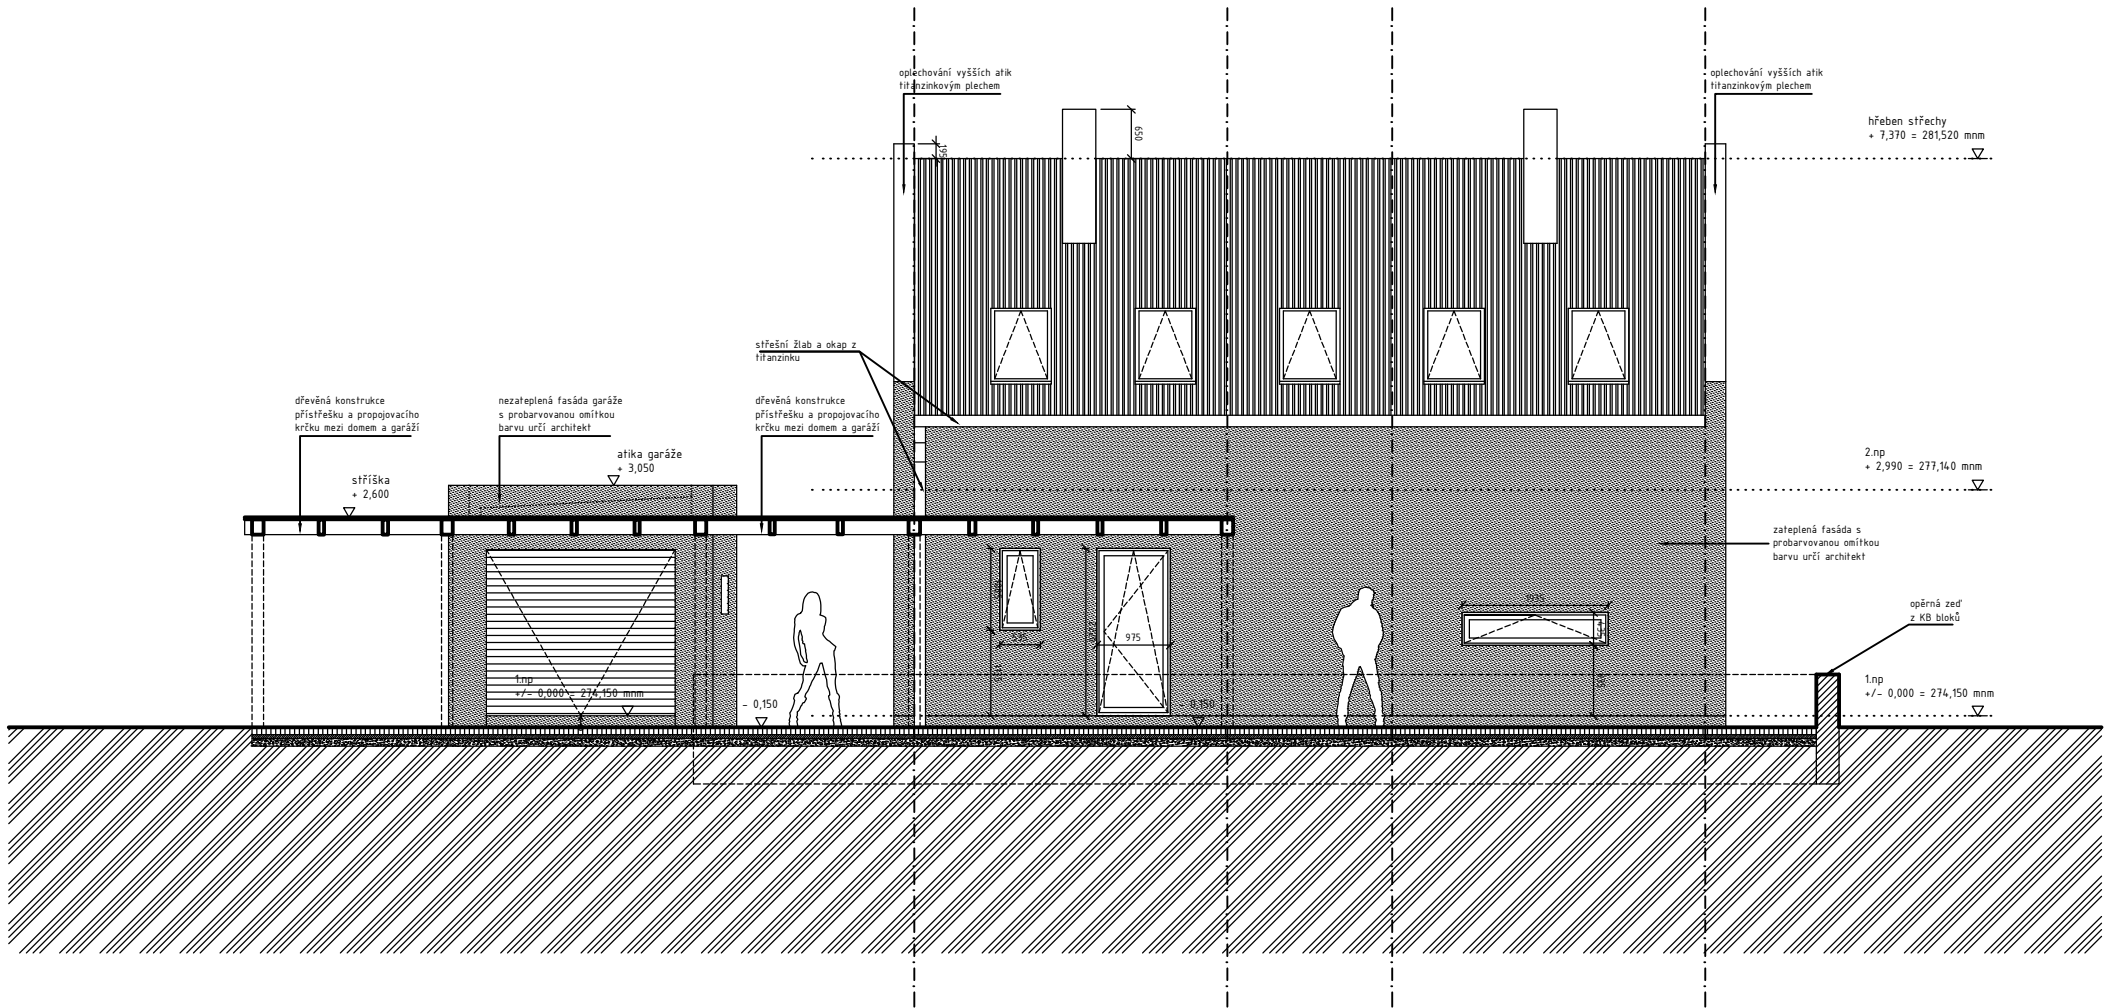 oplechování vyšších atik
titanzinkovým plechem
oplechování vyšších atik
titanzinkovým plechem
hřeben střechy
+ 7,370 = 281,520 mnm
650
195
střešní žlab a okap z
titanzinku
dřevěná konstrukce
přístřešku a propojovacího
krčku mezi domem a garáží
nezateplená fasáda garáže
s probarvovanou omítkou
barvu určí architekt
dřevěná konstrukce
přístřešku a propojovacího
krčku mezi domem a garáží
atika garáže
+ 3,050
stříška
+ 2,600
2.np
+ 2,990 = 277,140 mnm
zateplená fasáda s
probarvovanou omítkou
barvu určí architekt
opěrná zeď
z KB bloků
1935
535
975
1.np
+/- 0,000 = 274,150 mnm
- 0,150
- 0,150
1.np
+/- 0,000 = 274,150 mnm